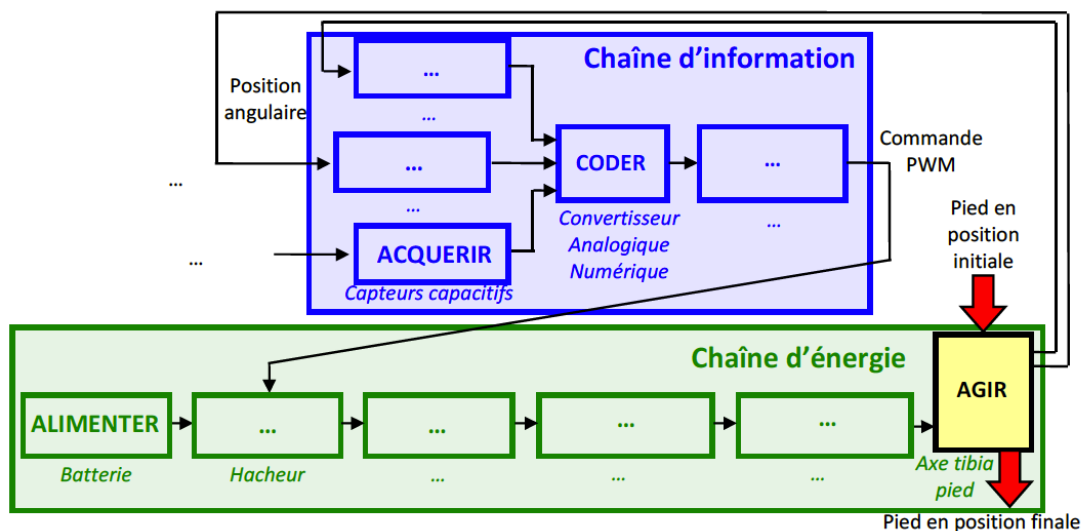 Chaîne d'information
...
...
Position
angulaire
...
...
...
CODER
...
Commande
PWM
...
...
Convertisseur
Analogique
Numérique
ACQUERIR
Capteurs capacitifs
Pied en
position
initiale
Chaîne d'énergie
AGIR
ALIMENTER
...
...
...
...
Batterie
Hacheur
...
...
...
Axe tibia
pied
Pied en position finale